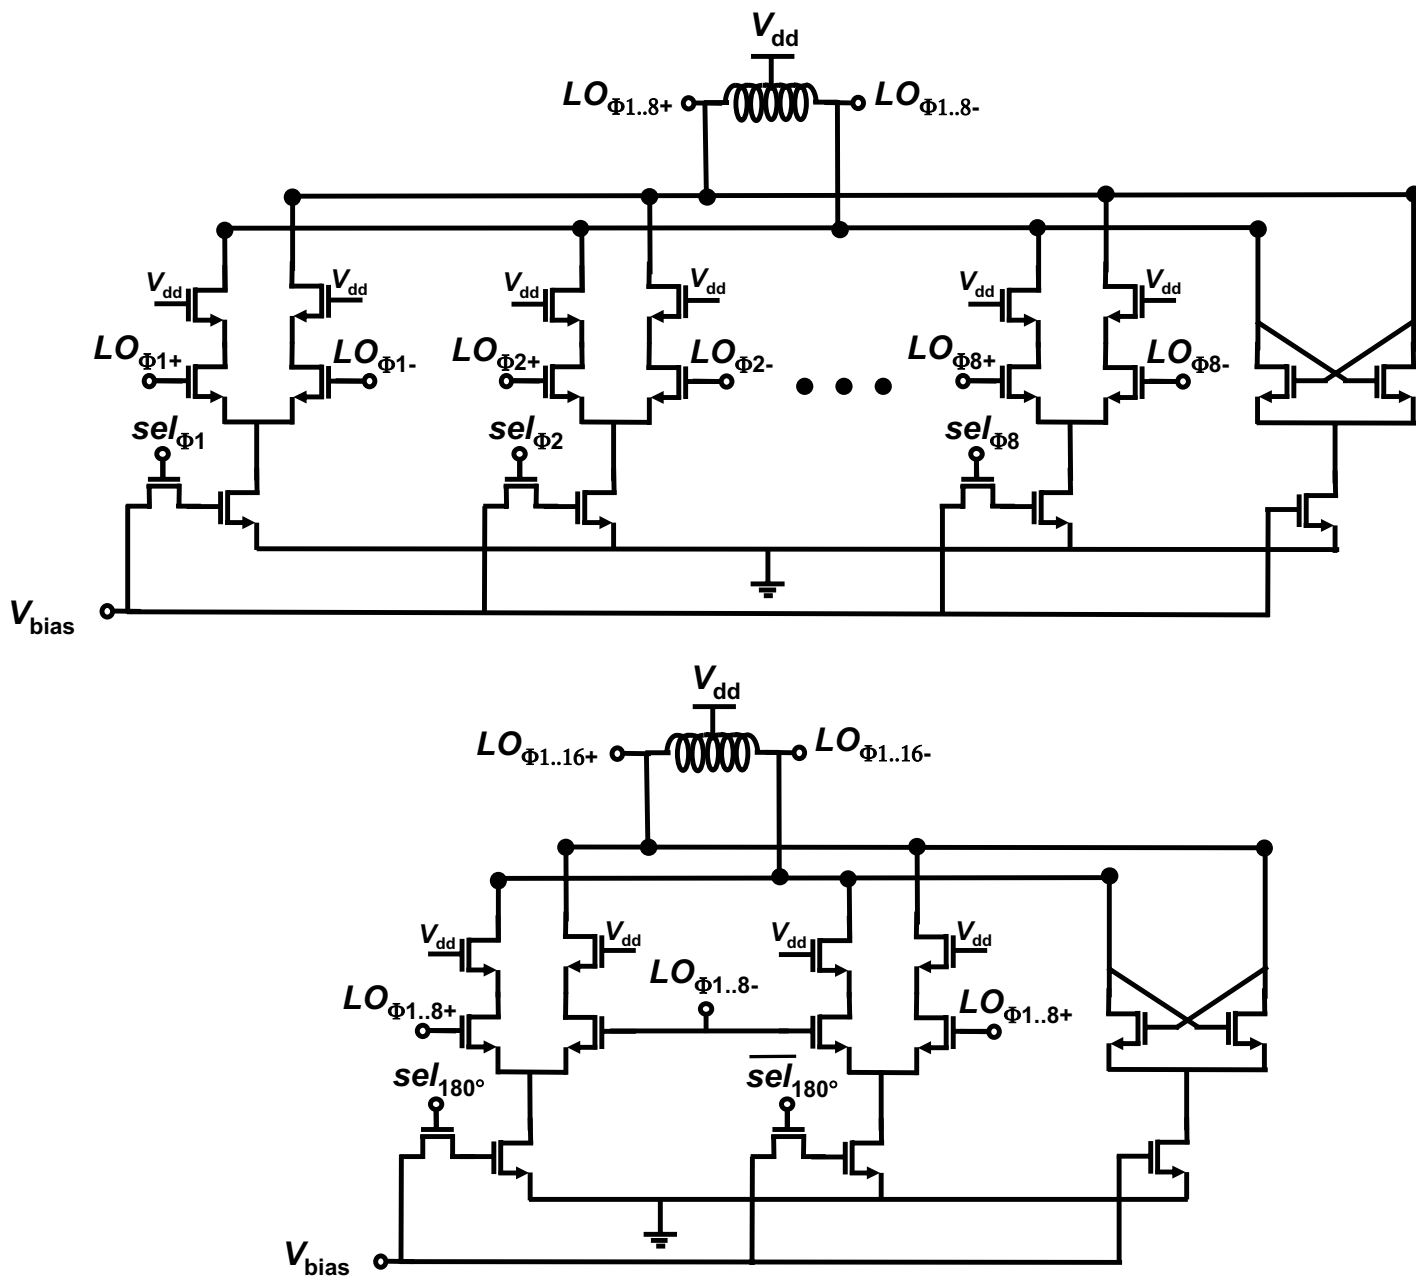 Vdd
LOΦ1..8+ LOΦ1..8-
Vdd Vdd Vdd Vdd Vdd Vdd
LOΦ1+ LOΦ1- LOΦ2+ LOΦ2- LOΦ8+ LOΦ8-
selΦ1 selΦ2 selΦ8
Vbias
Vdd
LOΦ1..16+ LOΦ1..16-
Vdd Vdd Vdd Vdd
LOΦ1..8+ LOΦ1..8- LOΦ1..8+
sel180° s̅e̅l̅180°
Vbias